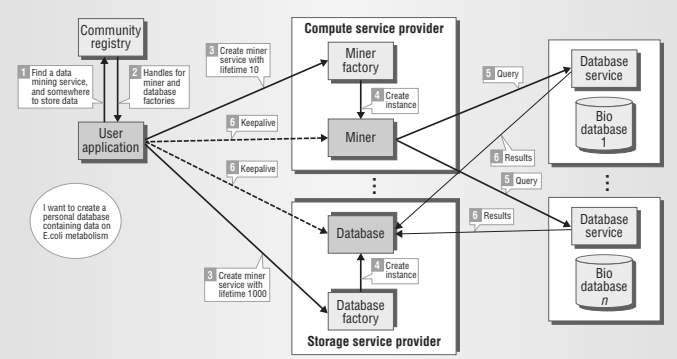 Community
registry
1 Find a data
mining service,
and somewhere
to store data
2 Handles for
miner and
database
factories
User
application
I want to create a
personal database
containing data on
E.coli metabolism
3 Create miner
service with
lifetime 10
6 Keepalive
6 Keepalive
3 Create miner
service with
lifetime 1000
Compute service provider
Miner
factory
4 Create
instance
Miner
Database
4 Create
instance
Database
factory
Storage service provider
5 Query
6 Results
5 Query
6 Results
Database
service
Bio
database
1
Database
service
Bio
database
n